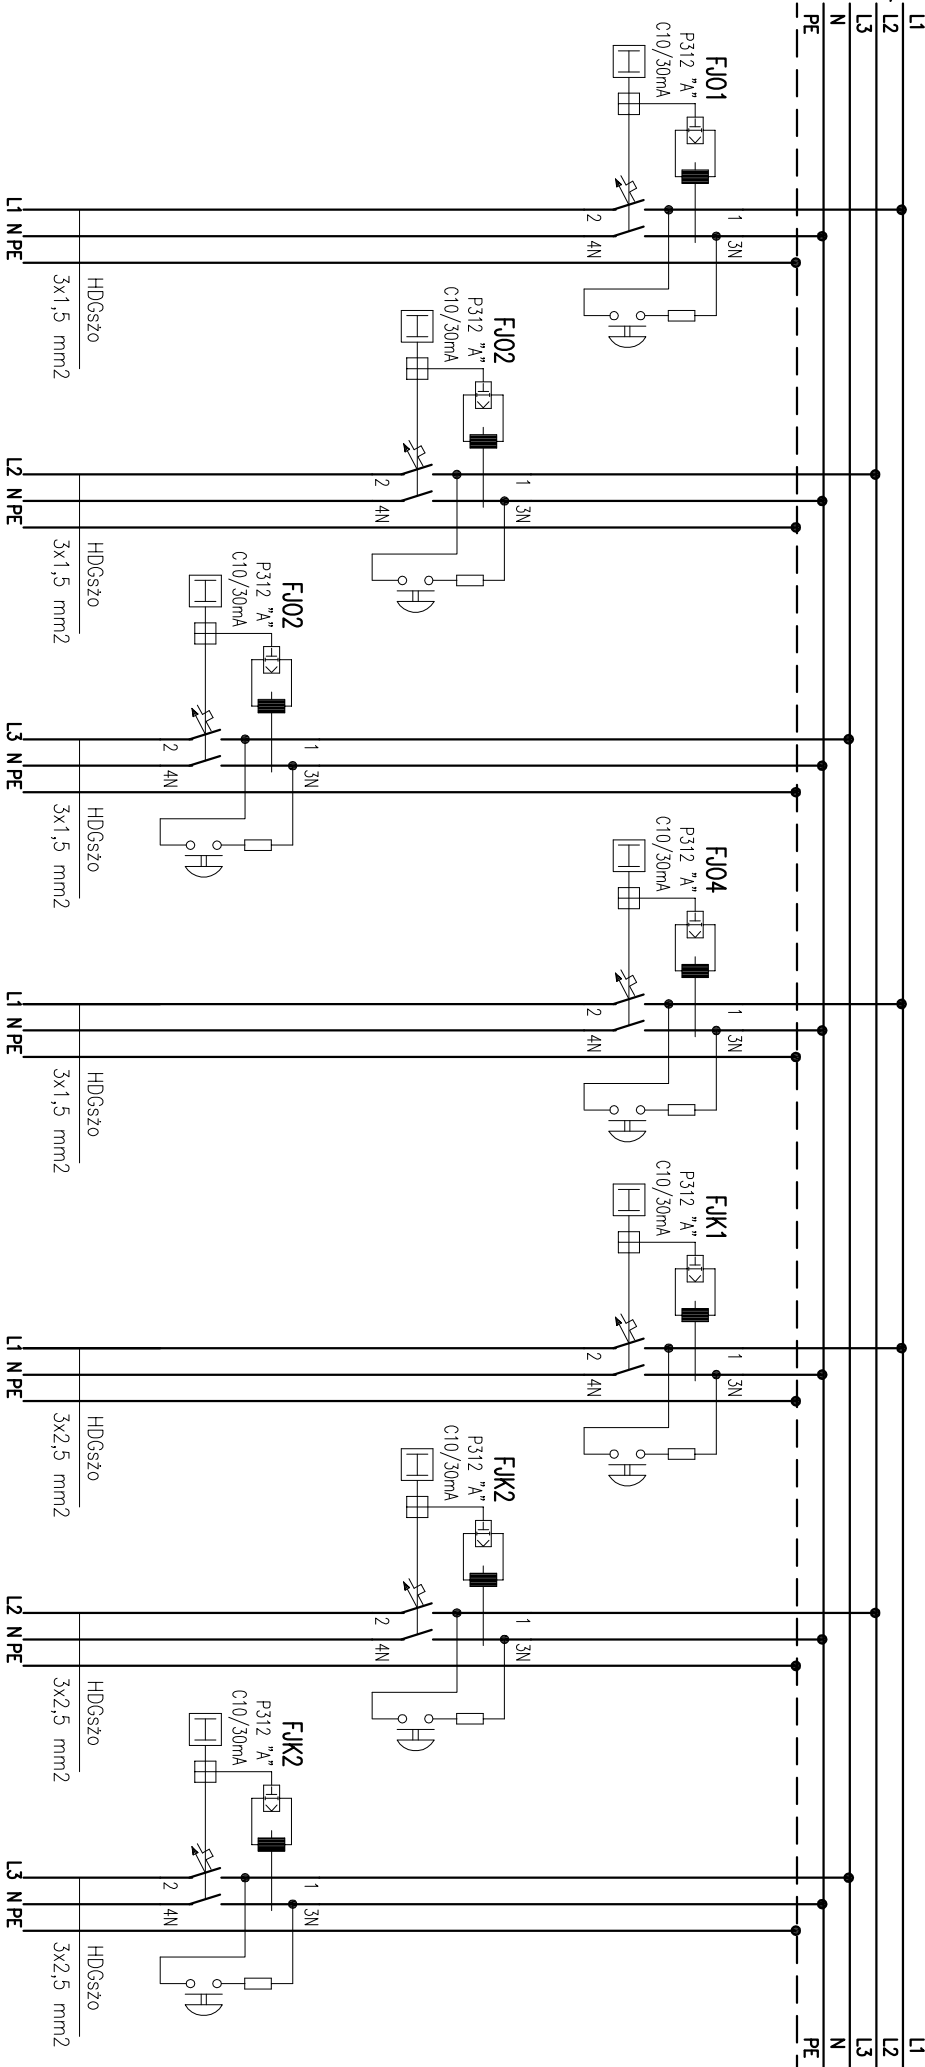 L1
L2
L3
N
PE
FJ01
P312 "A"
C10/30mA
1
3N
2
4N
L1 N PE
HDGsżo
3x1,5 mm2
FJ02
P312 "A"
C10/30mA
1
3N
2
4N
L2 N PE
HDGsżo
3x1,5 mm2
FJ02
P312 "A"
C10/30mA
1
3N
2
4N
L3 N PE
HDGsżo
3x1,5 mm2
FJ04
P312 "A"
C10/30mA
1
3N
2
4N
L1 N PE
HDGsżo
3x1,5 mm2
FJK1
P312 "A"
C10/30mA
1
3N
2
4N
L1 N PE
HDGsżo
3x2,5 mm2
FJK2
P312 "A"
C10/30mA
1
3N
2
4N
L2 N PE
HDGsżo
3x2,5 mm2
FJK2
P312 "A"
C10/30mA
1
3N
2
4N
L3 N PE
HDGsżo
3x2,5 mm2
L1
L2
L3
N
PE